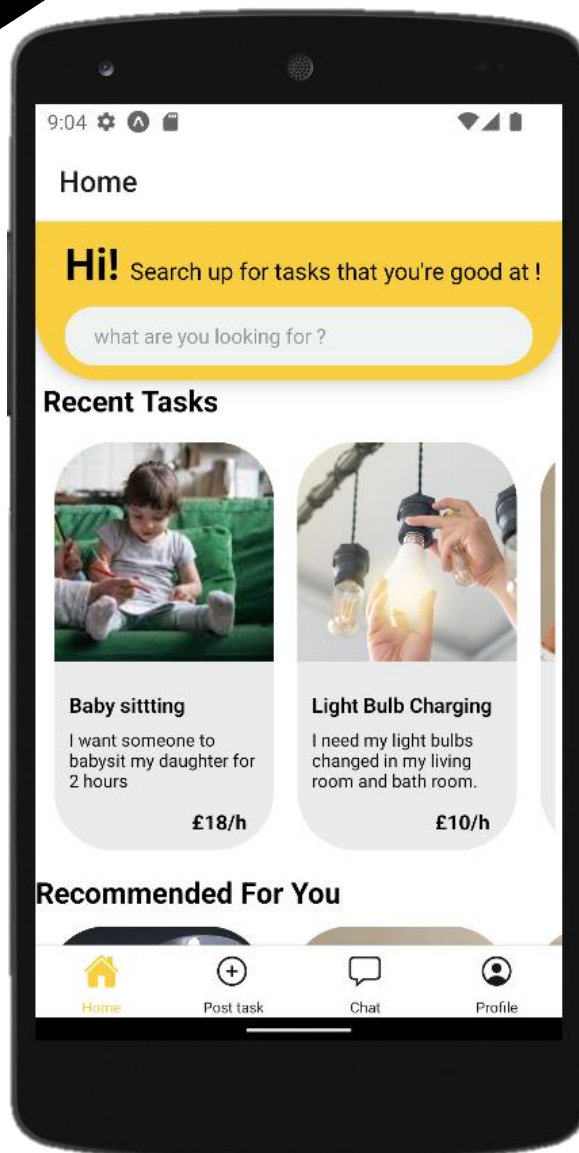 9:04
Home
Hi! Search up for tasks that you're good at !
what are you looking for ?
Recent Tasks
Baby sittting
I want someone to
babysit my daughter for
2 hours
£18/h
Light Bulb Charging
I need my light bulbs
changed in my living
room and bath room.
£10/h
Recommended For You
Home
Post task
Chat
Profile